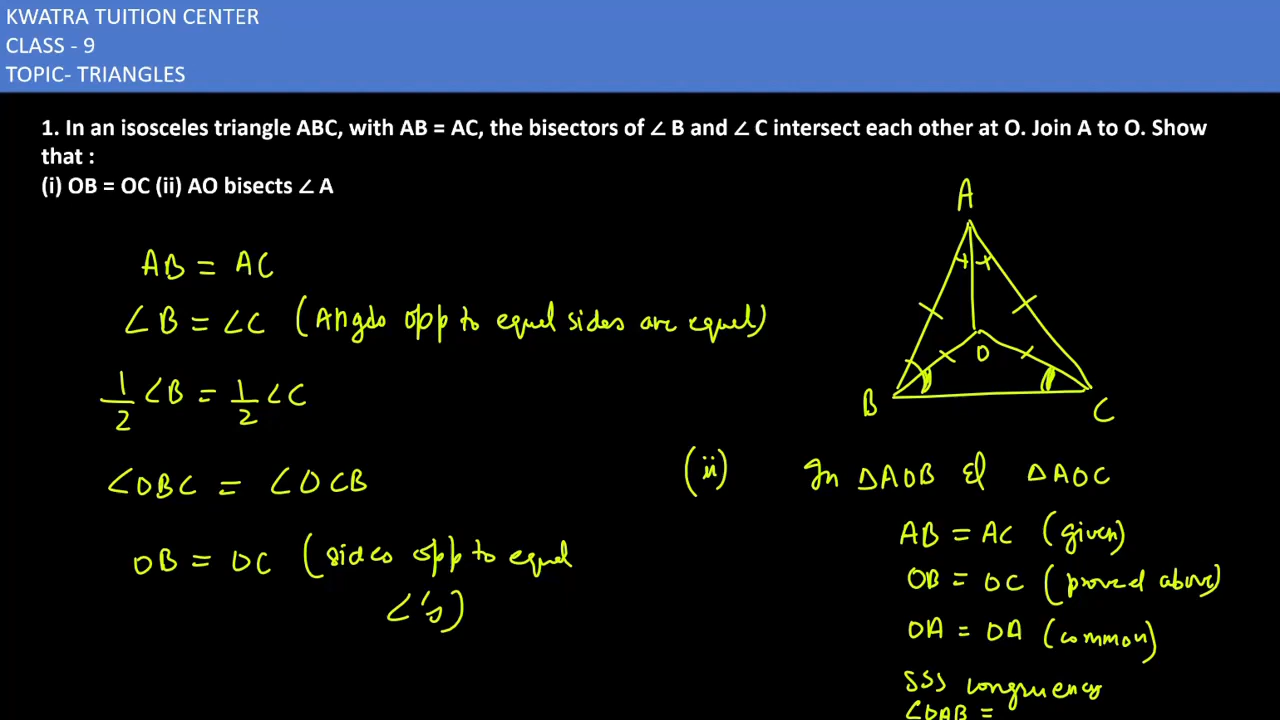 KWATRA TUITION CENTER
CLASS - 9
TOPIC- TRIANGLES
1. In an isosceles triangle ABC, with AB = AC, the bisectors of ∠ B and ∠ C intersect each other at O. Join A to O. Show
that :
(i) OB = OC (ii) AO bisects ∠ A
AB = AC
∠B = ∠C (Angles opp to equal sides are equal)
1/2 ∠B = 1/2 ∠C
∠OBC = ∠OCB
OB = OC (sides opp to equal
∠'s)
A
O
B
C
(ii) In ΔAOB & ΔAOC
AB = AC (given)
OB = OC (proved above)
OA = OA (common)
SSS congruency
∠OAB =